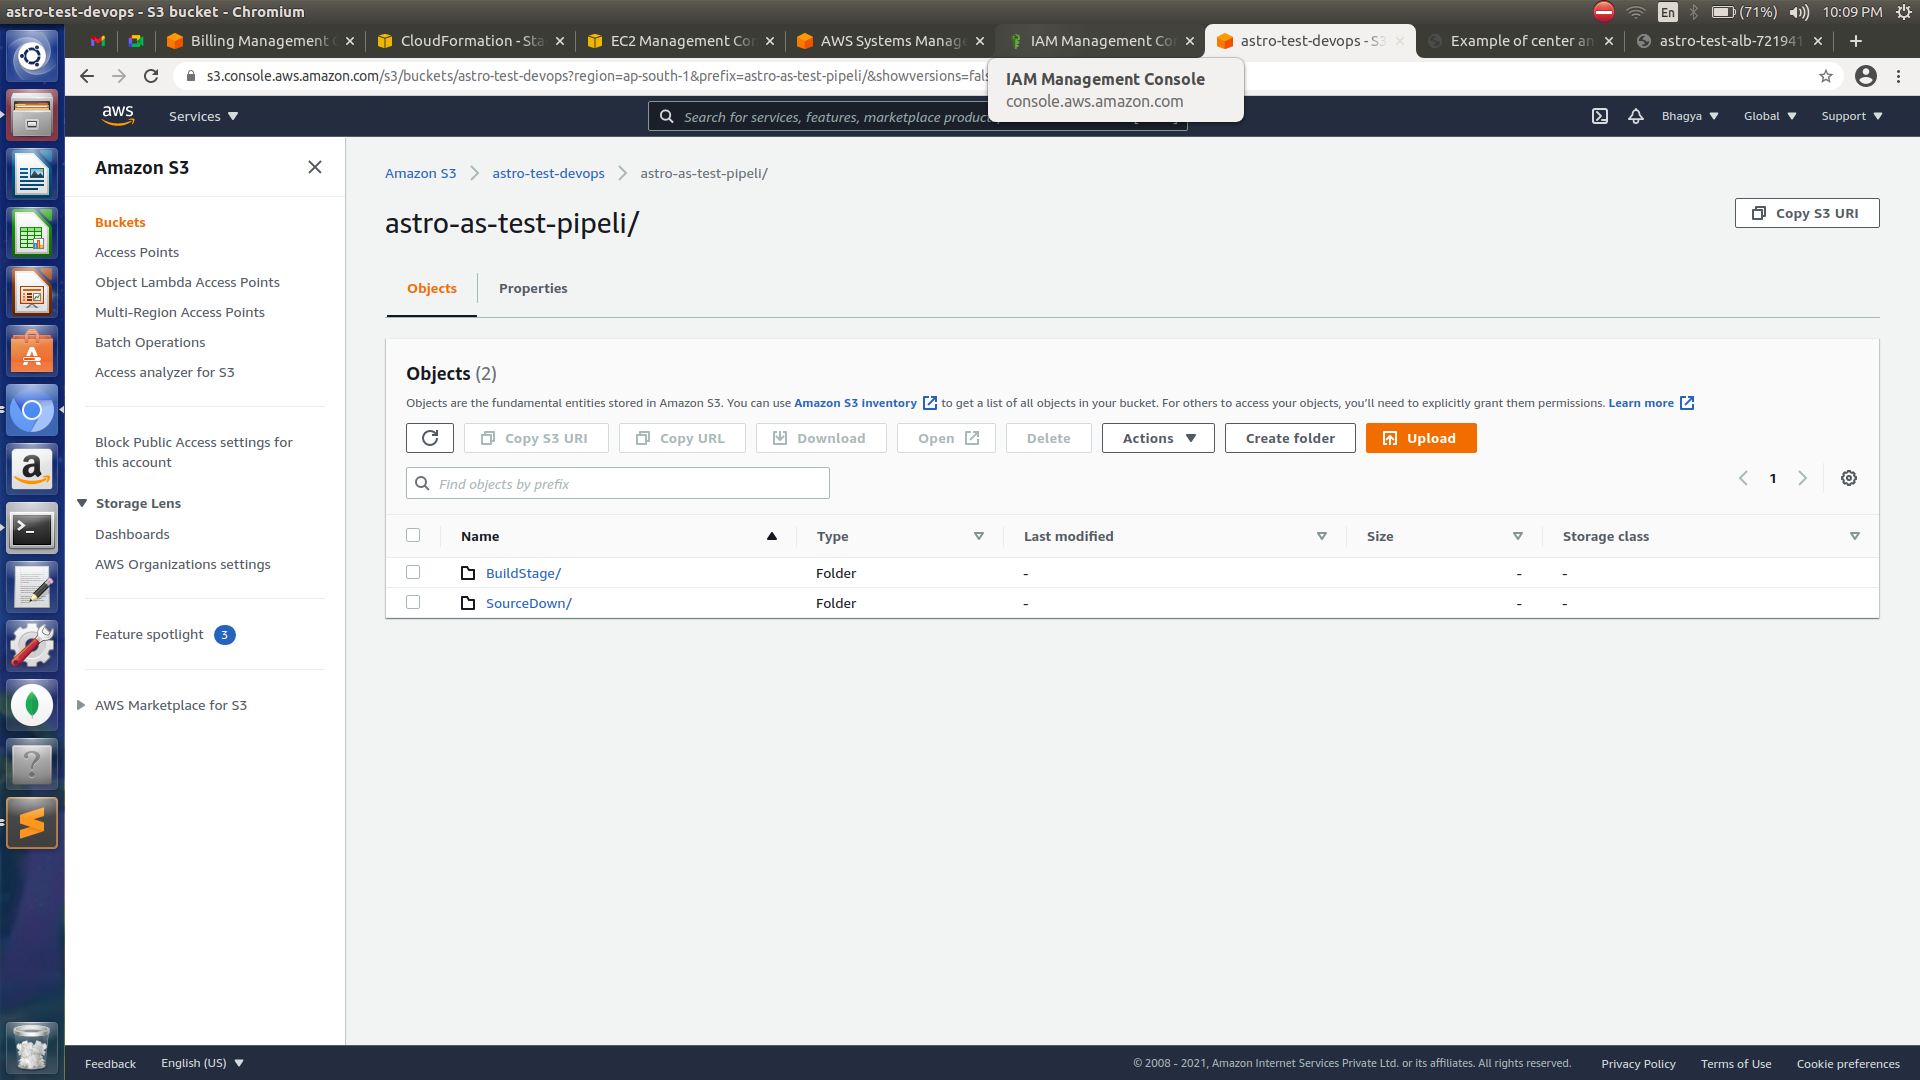 astro-test-devops - S3 bucket - Chromium
En
(71%)
10:09 PM
Billing Management
CloudFormation - Sta
EC2 Management Con
AWS Systems Manage
IAM Management Co
astro-test-devops - S3
Example of center an
astro-test-alb-721941
s3.console.aws.amazon.com/s3/buckets/astro-test-devops?region=ap-south-1&prefix=astro-as-test-pipeli/&showversions=fals
IAM Management Console
console.aws.amazon.com
aws
Services
Search for services, features, marketplace product
Bhagya
Global
Support
Amazon S3
Buckets
Access Points
Object Lambda Access Points
Multi-Region Access Points
Batch Operations
Access analyzer for S3
Block Public Access settings for
this account
Storage Lens
Dashboards
AWS Organizations settings
Feature spotlight 3
AWS Marketplace for S3
Amazon S3
astro-test-devops
astro-as-test-pipeli/
astro-as-test-pipeli/
Copy S3 URI
Objects
Properties
Objects (2)
Objects are the fundamental entities stored in Amazon S3. You can use Amazon S3 inventory to get a list of all objects in your bucket. For others to access your objects, you'll need to explicitly grant them permissions. Learn more
Copy S3 URI
Copy URL
Download
Open
Delete
Actions
Create folder
Upload
Find objects by prefix
1
Name
Type
Last modified
Size
Storage class
BuildStage/ Folder - - -
SourceDown/ Folder - - -
Feedback
English (US)
© 2008 - 2021, Amazon Internet Services Private Ltd. or its affiliates. All rights reserved.
Privacy Policy
Terms of Use
Cookie preferences